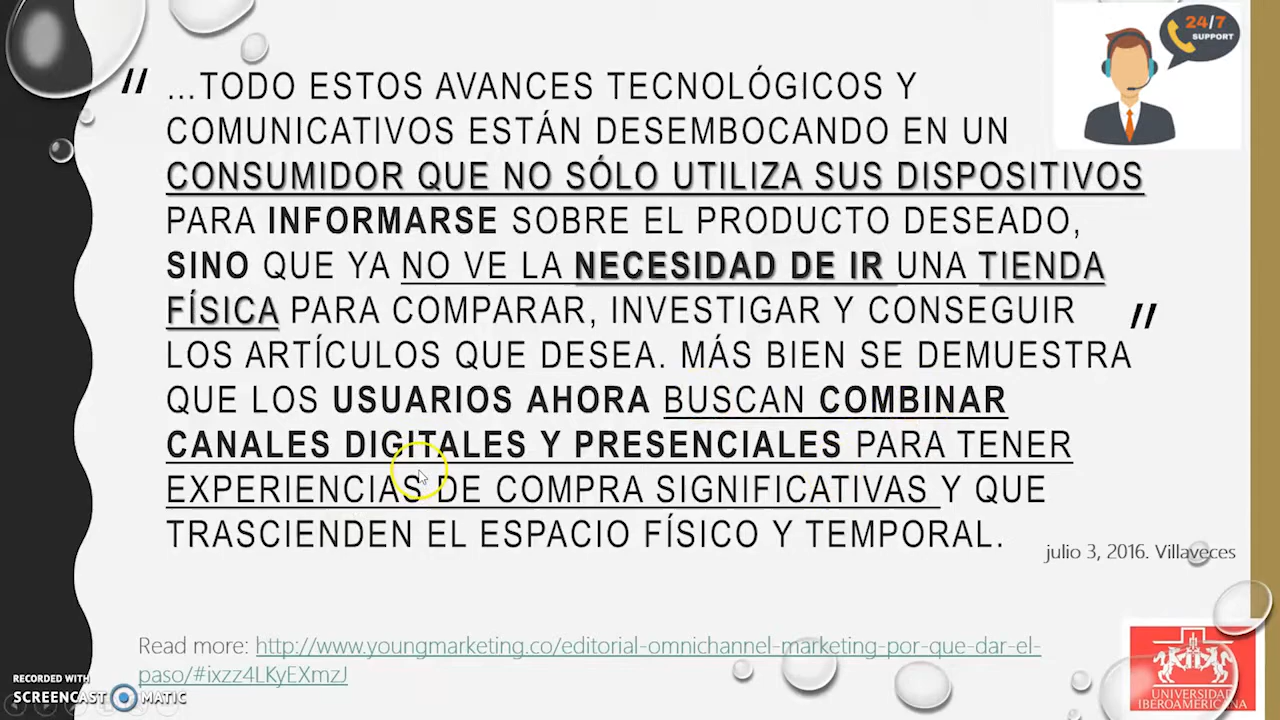 24/7
SUPPORT
"
…TODO ESTOS AVANCES TECNOLÓGICOS Y
COMUNICATIVOS ESTÁN DESEMBOCANDO EN UN
CONSUMIDOR QUE NO SÓLO UTILIZA SUS DISPOSITIVOS
PARA INFORMARSE SOBRE EL PRODUCTO DESEADO,
SINO QUE YA NO VE LA NECESIDAD DE IR UNA TIENDA
FÍSICA PARA COMPARAR, INVESTIGAR Y CONSEGUIR
"
LOS ARTÍCULOS QUE DESEA. MÁS BIEN SE DEMUESTRA
QUE LOS USUARIOS AHORA BUSCAN COMBINAR
CANALES DIGITALES Y PRESENCIALES PARA TENER
EXPERIENCIAS DE COMPRA SIGNIFICATIVAS Y QUE
TRASCIENDEN EL ESPACIO FÍSICO Y TEMPORAL.
julio 3, 2016. Villaveces
Read more: http://www.youngmarketing.co/editorial-omnichannel-marketing-por-que-dar-el-
paso/#ixzz4LKyEXmzJ
RECORDED WITH
SCREENCAST MATIC
UNIVERSIDAD
IBEROAMERICANA